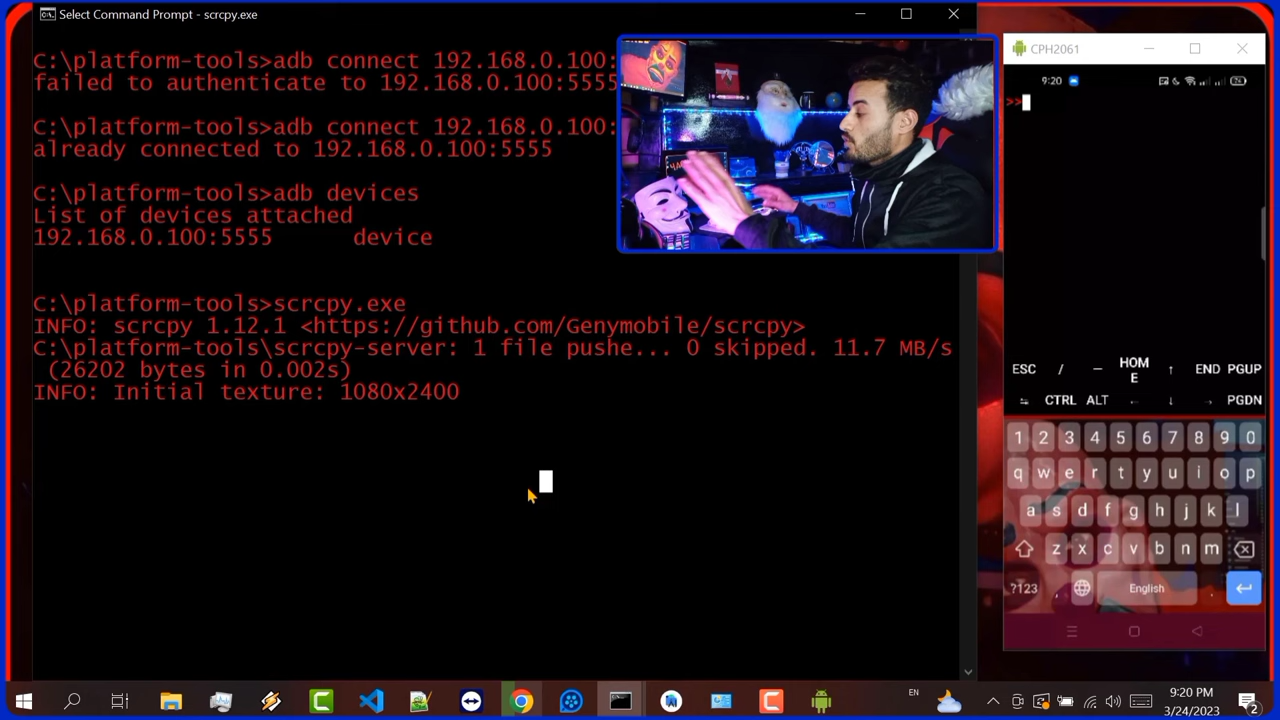 Select Command Prompt - scrcpy.exe
C:\platform-tools>adb connect 192.168.0.100:
failed to authenticate to 192.168.0.100:5555
C:\platform-tools>adb connect 192.168.0.100:
already connected to 192.168.0.100:5555
C:\platform-tools>adb devices
List of devices attached
192.168.0.100:5555 device
C:\platform-tools>scrcpy.exe
INFO: scrcpy 1.12.1 <https://github.com/Genymobile/scrcpy>
C:\platform-tools\scrcpy-server: 1 file pushe... 0 skipped. 11.7 MB/s
(26202 bytes in 0.002s)
INFO: Initial texture: 1080x2400
CPH2061
9:20
>>
ESC / — HOM
E ↑ END PGUP
⇆ CTRL ALT ← ↓ → PGDN
1 2 3 4 5 6 7 8 9 0
q w e r t y u i o p
a s d f g h j k l
z x c v b n m
?123 , English .
EN
9:20 PM
3/24/2023
2